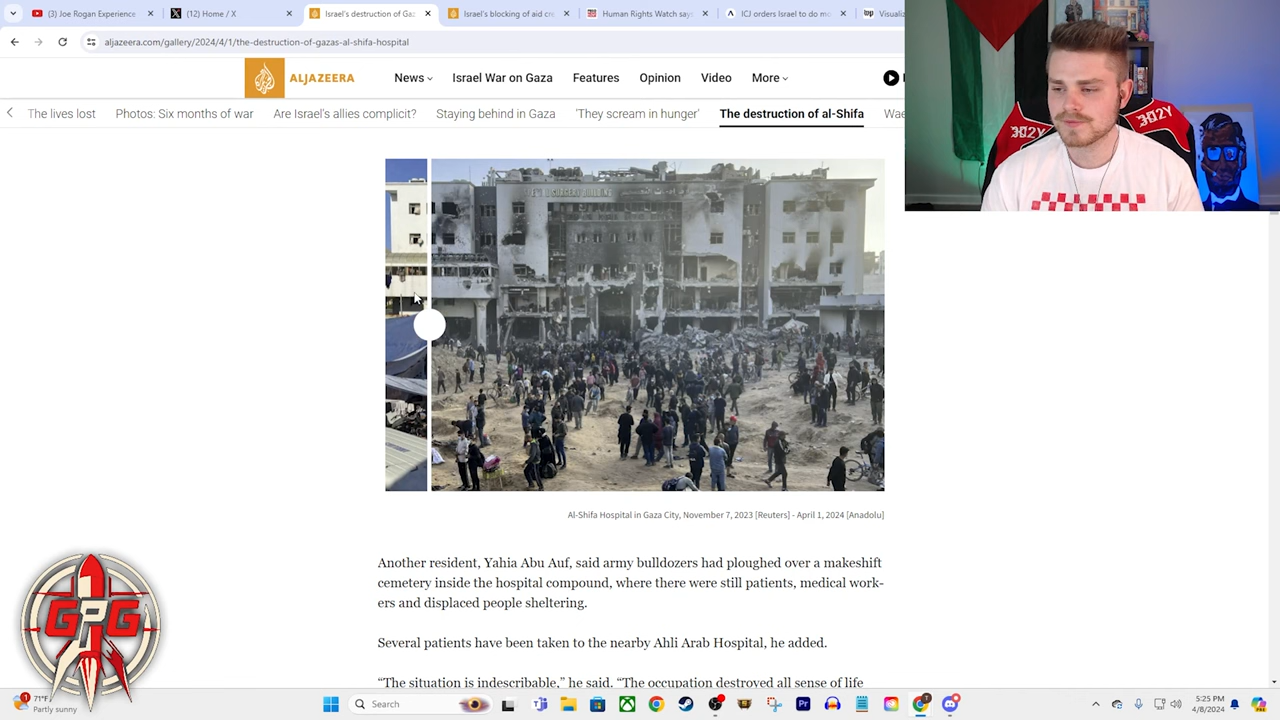 (3) Joe Rogan Experience
(12) Home / X
Israel's destruction of Gaz
Israel's blocking of aid cre
Human Rights Watch says
ICJ orders Israel to do mo
Visualiz
aljazeera.com/gallery/2024/4/1/the-destruction-of-gazas-al-shifa-hospital
ALJAZEERA
News
Israel War on Gaza
Features
Opinion
Video
More
The lives lost
Photos: Six months of war
Are Israel's allies complicit?
Staying behind in Gaza
'They scream in hunger'
The destruction of al-Shifa
Wae
302Y
302Y
Al-Shifa Hospital in Gaza City, November 7, 2023 [Reuters] - April 1, 2024 [Anadolu]
Another resident, Yahia Abu Auf, said army bulldozers had ploughed over a makeshift
cemetery inside the hospital compound, where there were still patients, medical work-
ers and displaced people sheltering.
Several patients have been taken to the nearby Ahli Arab Hospital, he added.
“The situation is indescribable,” he said. “The occupation destroyed all sense of life
GPG
1
71°F
Partly sunny
Search
5:25 PM
4/8/2024